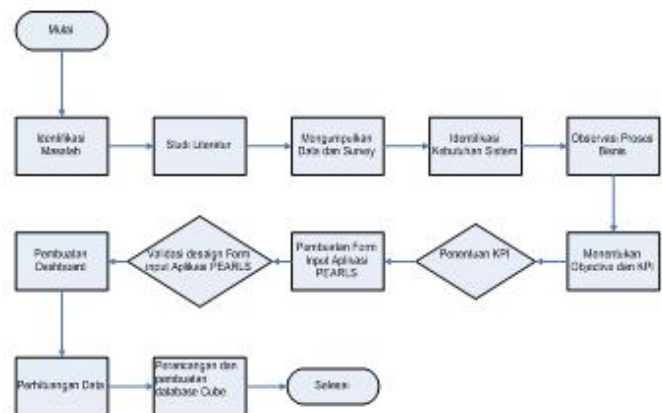 Mulai
Identifikasi
Masalah
Studi Literatur
Mengumpulkan
Data dan Survey
Identifikasi
Kebutuhan Sistem
Observasi Proses
Bisnis
Menentukan
Objective dan KPI
Penentuan KPI
Pembuatan Form
Input Aplikasi
PEARLS
Validasi desaign Form
input Aplikasi PEARLS
Pembuatan
Dashboard
Perhituangan Data
Perancangan dan
pembuatan
database Cube
Selesai